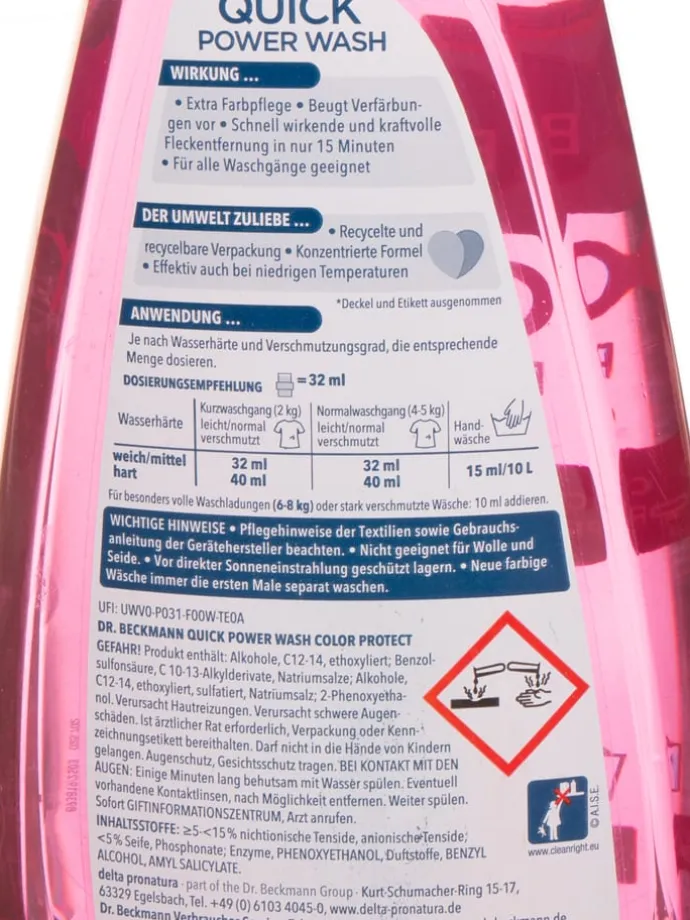 QUICK
POWER WASH
WIRKUNG ...
• Extra Farbpflege • Beugt Verfärbun-
gen vor • Schnell wirkende und kraftvolle
Fleckentfernung in nur 15 Minuten
• Für alle Waschgänge geeignet
DER UMWELT ZULIEBE ...
• Recycelte und
recycelbare Verpackung • Konzentrierte Formel
• Effektiv auch bei niedrigen Temperaturen
*Deckel und Etikett ausgenommen
ANWENDUNG ...
Je nach Wasserhärte und Verschmutzungsgrad, die entsprechende
Menge dosieren.
DOSIERUNGSEMPFEHLUNG = 32 ml
Wasserhärte
Kurzwaschgang (2 kg)
leicht/normal
verschmutzt
Normalwaschgang (4-5 kg)
leicht/normal
verschmutzt
Hand-
wäsche
weich/mittel 32 ml 32 ml 15 ml/10 L
hart 40 ml 40 ml
Für besonders volle Waschladungen (6-8 kg) oder stark verschmutzte Wäsche: 10 ml addieren.
WICHTIGE HINWEISE • Pflegehinweise der Textilien sowie Gebrauchs-
anleitung der Gerätehersteller beachten. • Nicht geeignet für Wolle und
Seide. • Vor direkter Sonneneinstrahlung geschützt lagern. • Neue farbige
Wäsche immer die ersten Male separat waschen.
UFI: UWV0-P031-F00W-TE0A
DR. BECKMANN QUICK POWER WASH COLOR PROTECT
GEFAHR! Produkt enthält: Alkohole, C12-14, ethoxyliert; Benzol-
sulfonsäure, C 10-13-Alkylderivate, Natriumsalze; Alkohole,
C12-14, ethoxyliert, sulfatiert, Natriumsalz; 2-Phenoxyetha-
nol. Verursacht Hautreizungen. Verursacht schwere Augen-
schäden. Ist ärztlicher Rat erforderlich, Verpackung oder Kenn-
zeichnungsetikett bereithalten. Darf nicht in die Hände von Kindern
gelangen. Augenschutz, Gesichtsschutz tragen. BEI KONTAKT MIT DEN
AUGEN: Einige Minuten lang behutsam mit Wasser spülen. Eventuell
vorhandene Kontaktlinsen, nach Möglichkeit entfernen. Weiter spülen.
Sofort GIFTINFORMATIONSZENTRUM, Arzt anrufen.
© A.I.S.E.
www.cleanright.eu
INHALTSSTOFFE: ≥5-<15% nichtionische Tenside, anionische Tenside;
<5% Seife, Phosphonate; Enzyme, PHENOXYETHANOL, Duftstoffe, BENZYL
ALCOHOL, AMYL SALICYLATE.
delta pronatura · part of the Dr. Beckmann Group · Kurt-Schumacher-Ring 15-17,
63329 Egelsbach, Tel. +49 (0) 6103 4045-0, www.delta-pronatura.de